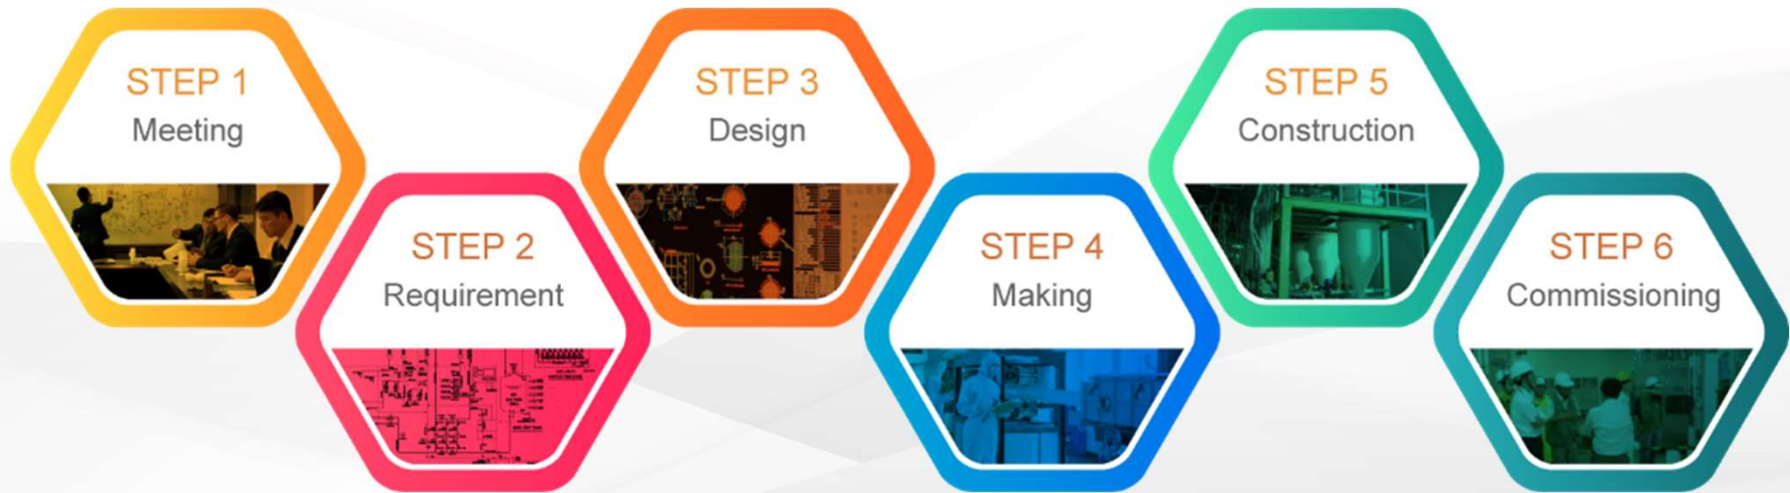 STEP 1
Meeting
STEP 2
Requirement
STEP 3
Design
STEP 4
Making
STEP 5
Construction
STEP 6
Commissioning